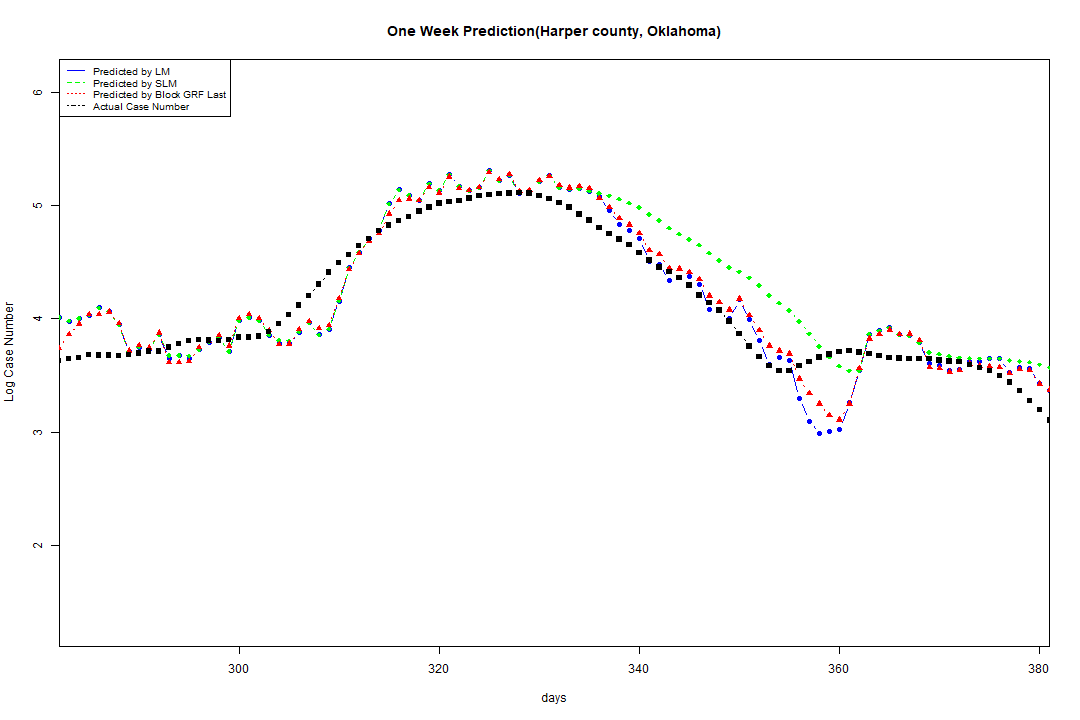 One Week Prediction(Harper county, Oklahoma)
Predicted by LM
Predicted by SLM
Predicted by Block GRF Last
Actual Case Number
6
5
4
3
2
Log Case Number
300
320
340
360
380
days